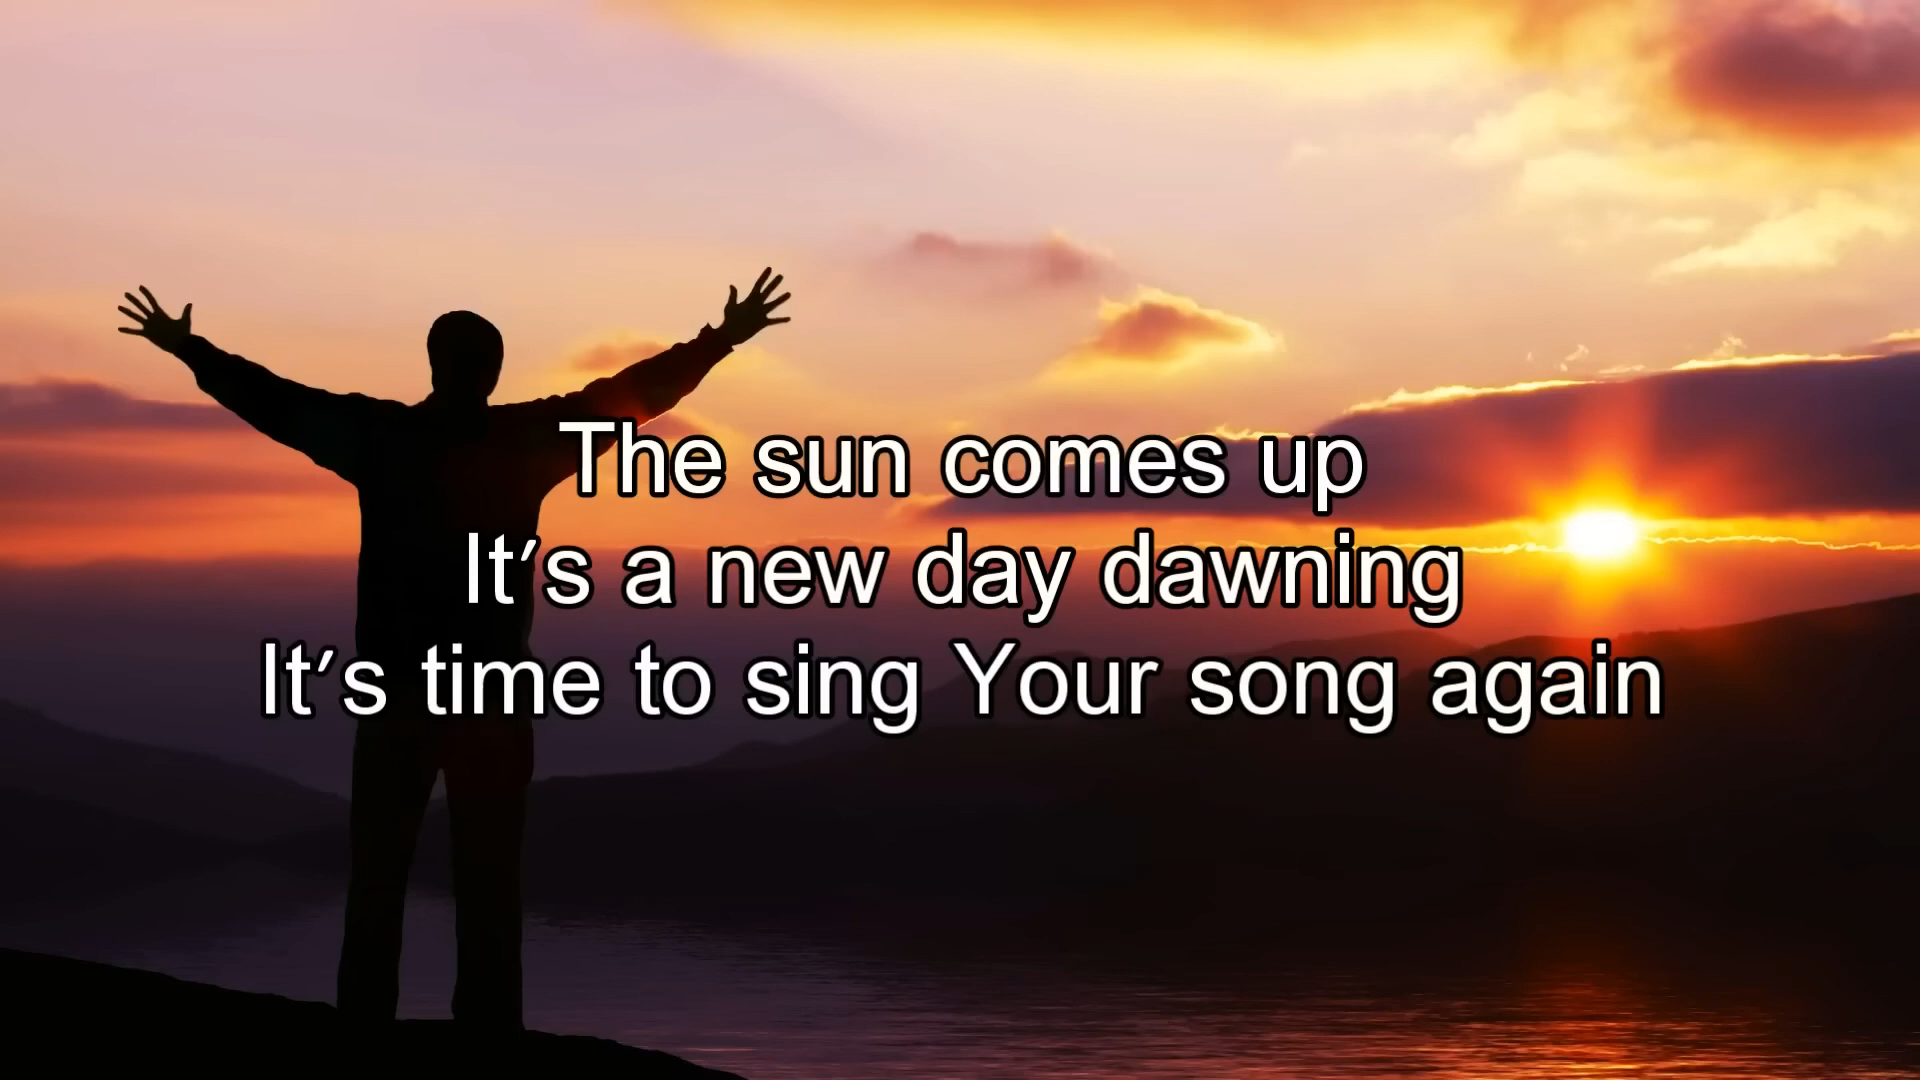 The sun comes up
It's a new day dawning
It's time to sing Your song again